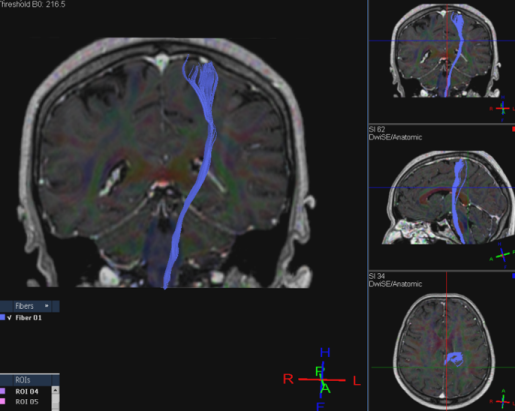 Threshold B0: 216.5
SI 62
DwiSE/Anatomic
SI 34
DwiSE/Anatomic
Fibers
Fiber 01
ROIs
ROI 04
ROI 05
H
P
R
L
A
F